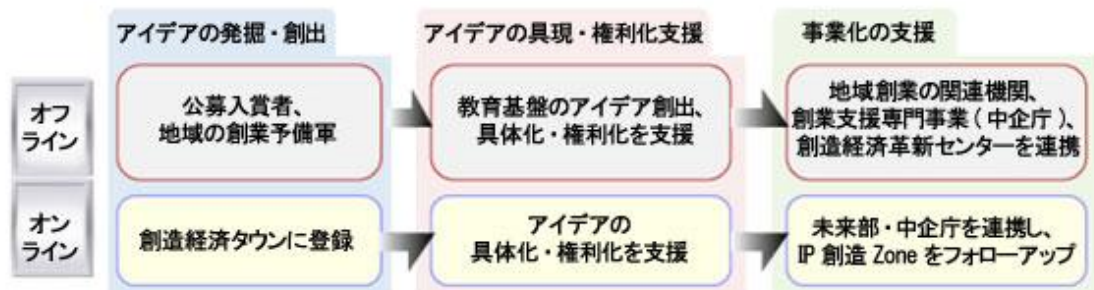 アイデアの発掘・創出
アイデアの具現・権利化支援
事業化の支援
オフ
ライン
公募入賞者、
地域の創業予備軍
教育基盤のアイデア創出、
具体化・権利化を支援
地域創業の関連機関、
創業支援専門事業(中企庁)、
創造経済革新センターを連携
オン
ライン
創造経済タウンに登録
アイデアの
具体化・権利化を支援
未来部・中企庁を連携し、
IP 創造 Zone をフォローアップ